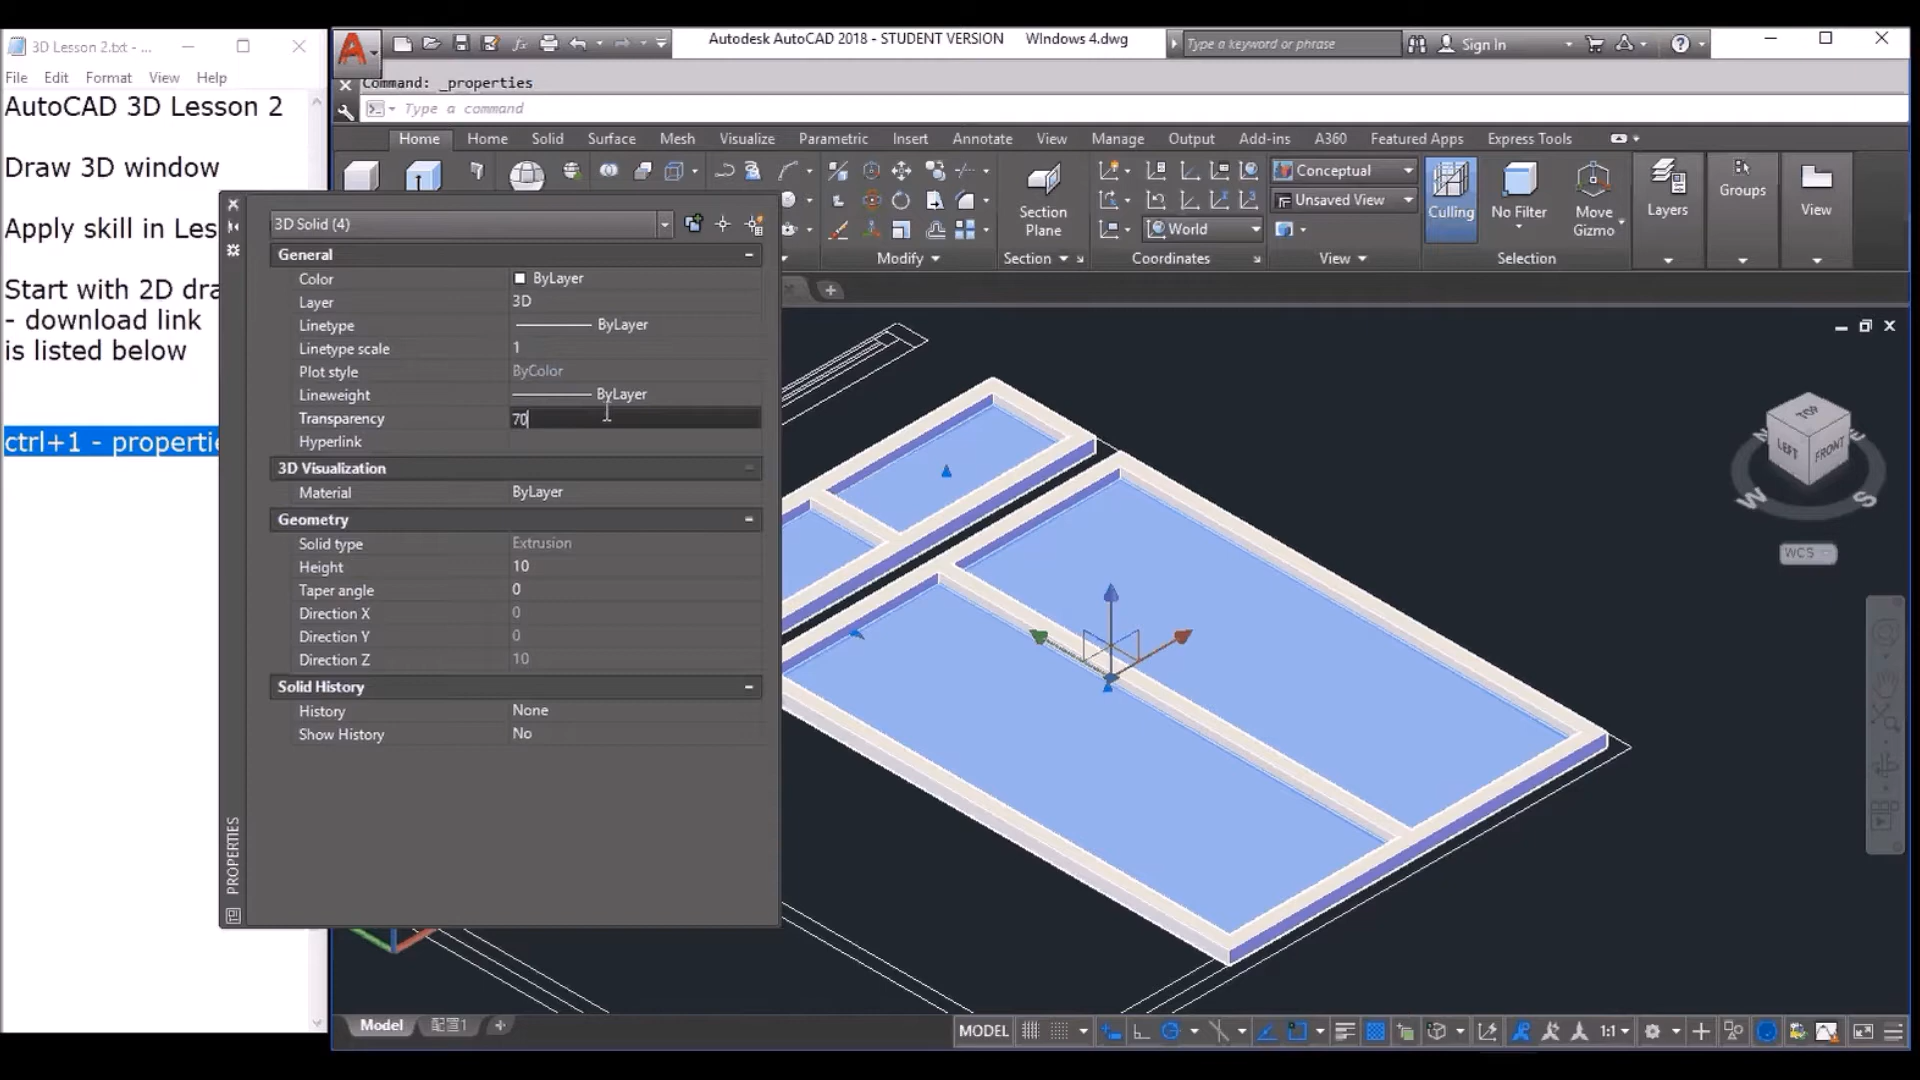 3D Lesson 2.txt - ...
File Edit Format View Help
AutoCAD 3D Lesson 2
Draw 3D window
Apply skill in Les
Start with 2D dra
- download link
is listed below
ctrl+1 - propertie
Autodesk AutoCAD 2018 - STUDENT VERSION WIndows 4.dwg
Type a keyword or phrase
Sign In
Command: _properties
Type a command
Home Home Solid Surface Mesh Visualize Parametric Insert Annotate View Manage Output Add-ins A360 Featured Apps Express Tools
Section
Plane
World
Conceptual
Unsaved View
Culling
No Filter
Move
Gizmo
Layers
Groups
View
Modify
Section
Coordinates
View
Selection
3D Solid (4)
General
Color ByLayer
Layer 3D
Linetype ByLayer
Linetype scale 1
Plot style ByColor
Lineweight ByLayer
Transparency 70
Hyperlink
3D Visualization
Material ByLayer
Geometry
Solid type Extrusion
Height 10
Taper angle 0
Direction X 0
Direction Y 0
Direction Z 10
Solid History
History None
Show History No
PROPERTIES
TOP
LEFT
FRONT
W
S
WCS
Model
配置1
MODEL
1:1